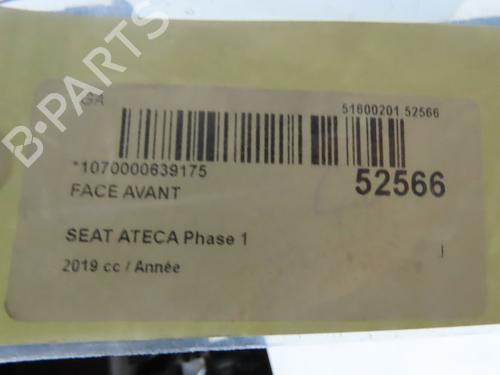 51600201 52566
*1070000639175
52566
FACE AVANT
SEAT ATECA Phase 1
2019 cc / Année
B-PARTS